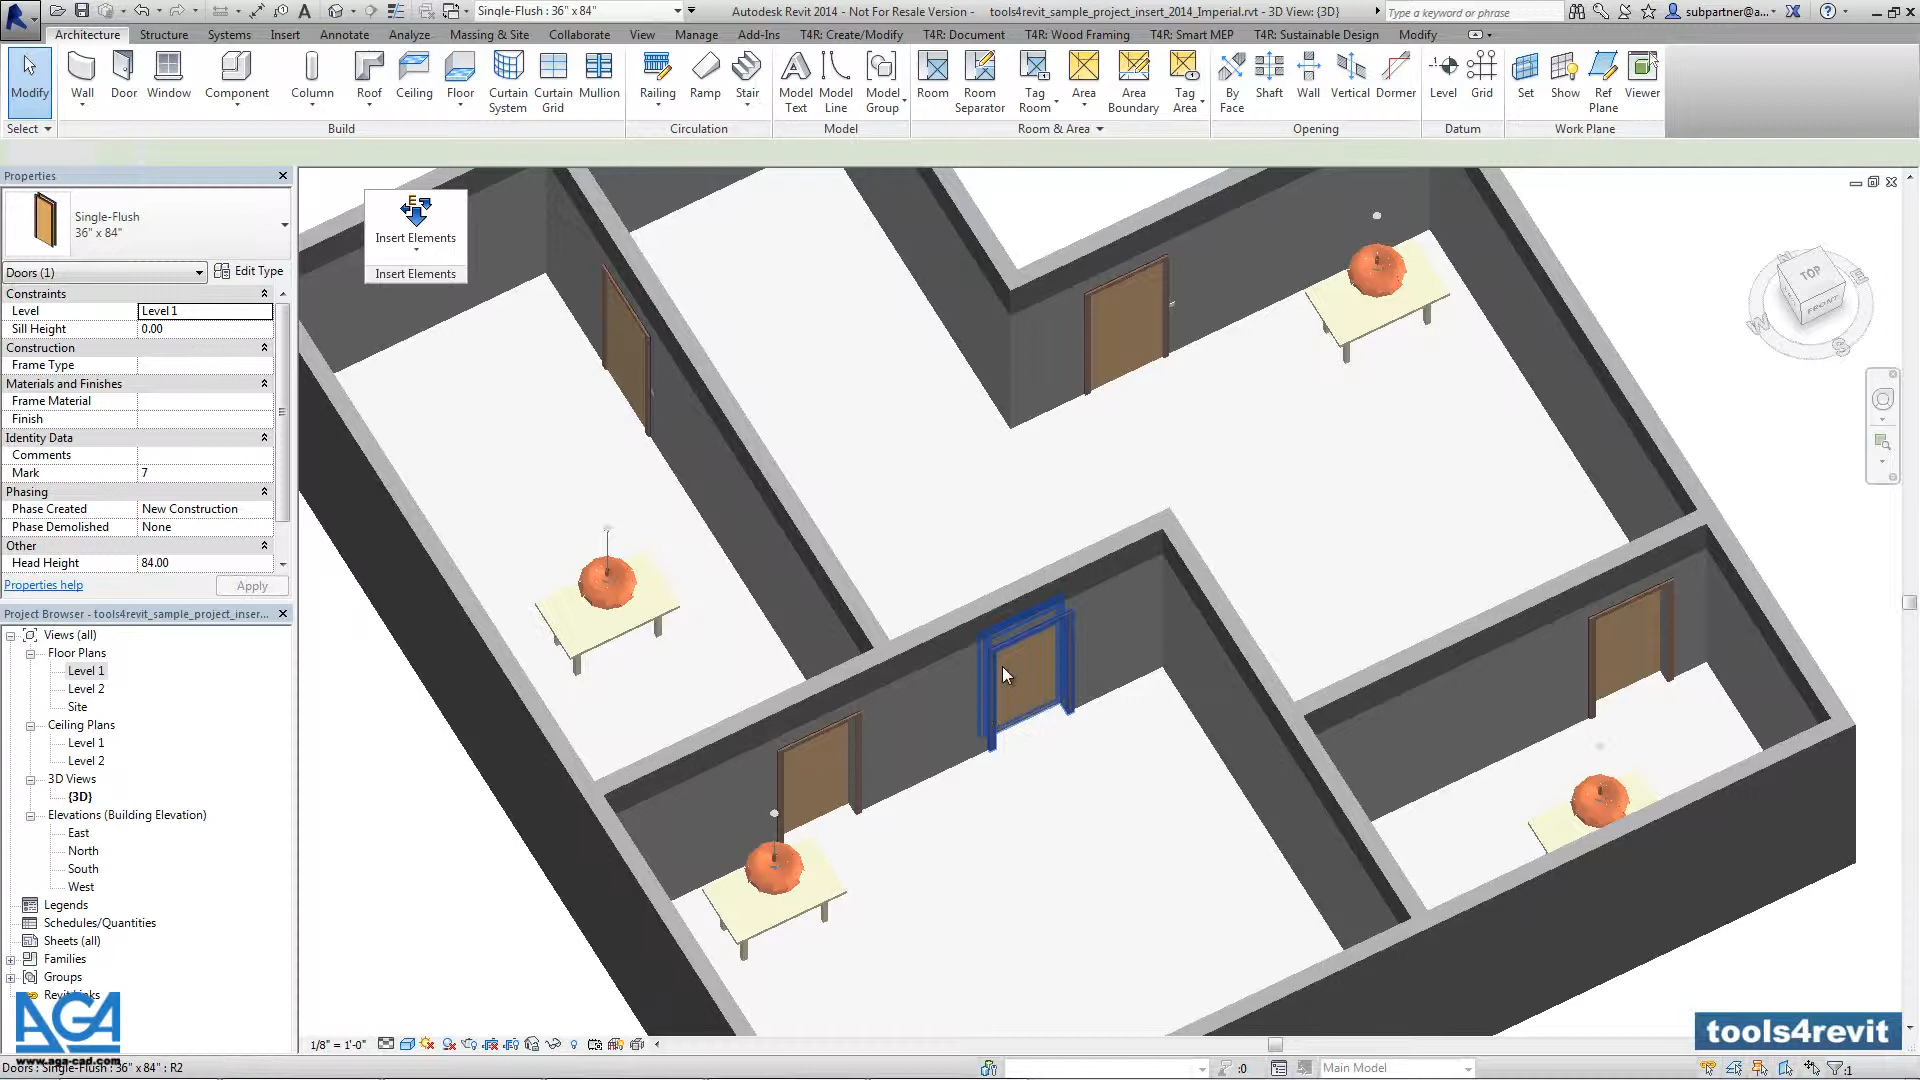 Single-Flush : 36" x 84"
Autodesk Revit 2014 - Not For Resale Version - tools4revit_sample_project_insert_2014_Imperial.rvt - 3D View: {3D}
Type a keyword or phrase
subpartner@a...
Architecture Structure Systems Insert Annotate Analyze Massing & Site Collaborate View Manage Add-Ins T4R: Create/Modify T4R: Document T4R: Wood Framing T4R: Smart MEP T4R: Sustainable Design Modify
Modify Wall Door Window Component Column Roof Ceiling Floor Curtain System Curtain Grid Mullion Railing Ramp Stair Model Text Model Line Model Group Room Room Separator Tag Room Area Area Boundary Tag Area By Face Shaft Wall Vertical Dormer Level Grid Set Show Ref Plane Viewer
Select Build Circulation Model Room & Area Opening Datum Work Plane
Properties
Single-Flush
36" x 84"
Doors (1) Edit Type
Constraints
Level Level 1
Sill Height 0.00
Construction
Frame Type
Materials and Finishes
Frame Material
Finish
Identity Data
Comments
Mark 7
Phasing
Phase Created New Construction
Phase Demolished None
Other
Head Height 84.00
Properties help Apply
Project Browser - tools4revit_sample_project_inser...
Views (all)
Floor Plans
Level 1
Level 2
Site
Ceiling Plans
Level 1
Level 2
3D Views
{3D}
Elevations (Building Elevation)
East
North
South
West
Legends
Schedules/Quantities
Sheets (all)
Families
Groups
Revit Links
AGA
www.aga-cad.com
E
Insert Elements
Insert Elements
TOP
FRONT
N
E
W
S
tools4revit
1/8" = 1'-0"
Doors : Single-Flush : 36" x 84" : R2
:0
Main Model
:1